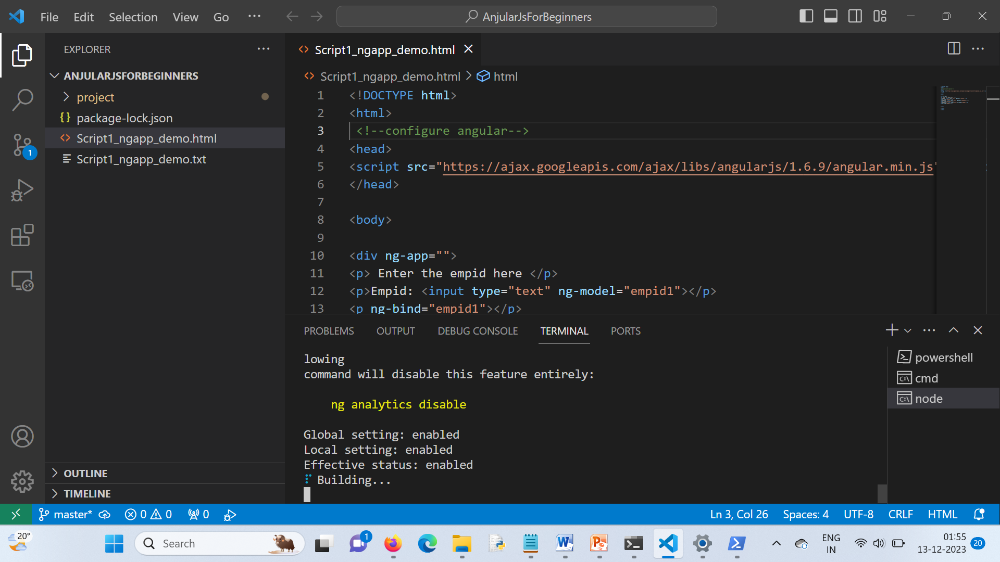 File Edit Selection View Go ···
AnjularJsForBeginners
EXPLORER
ANJULARJSFORBEGINNERS
project
{} package-lock.json
<> Script1_ngapp_demo.html
Script1_ngapp_demo.txt
OUTLINE
TIMELINE
<> Script1_ngapp_demo.html
<> Script1_ngapp_demo.html > html
1 <!DOCTYPE html>
2 <html>
3 <!--configure angular-->
4 <head>
5 <script src="https://ajax.googleapis.com/ajax/libs/angularjs/1.6.9/angular.min.js"
6 </head>
7
8 <body>
9
10 <div ng-app="">
11 <p> Enter the empid here </p>
12 <p>Empid: <input type="text" ng-model="empid1"></p>
13 <p ng-bind="empid1"></p>
PROBLEMS OUTPUT DEBUG CONSOLE TERMINAL PORTS
lowing
command will disable this feature entirely:
ng analytics disable
Global setting: enabled
Local setting: enabled
Effective status: enabled
Building...
powershell
cmd
node
1
master* 0 0 0
Ln 3, Col 26 Spaces: 4 UTF-8 CRLF HTML
20°
Search
1
ENG
IN
01:55
13-12-2023
20